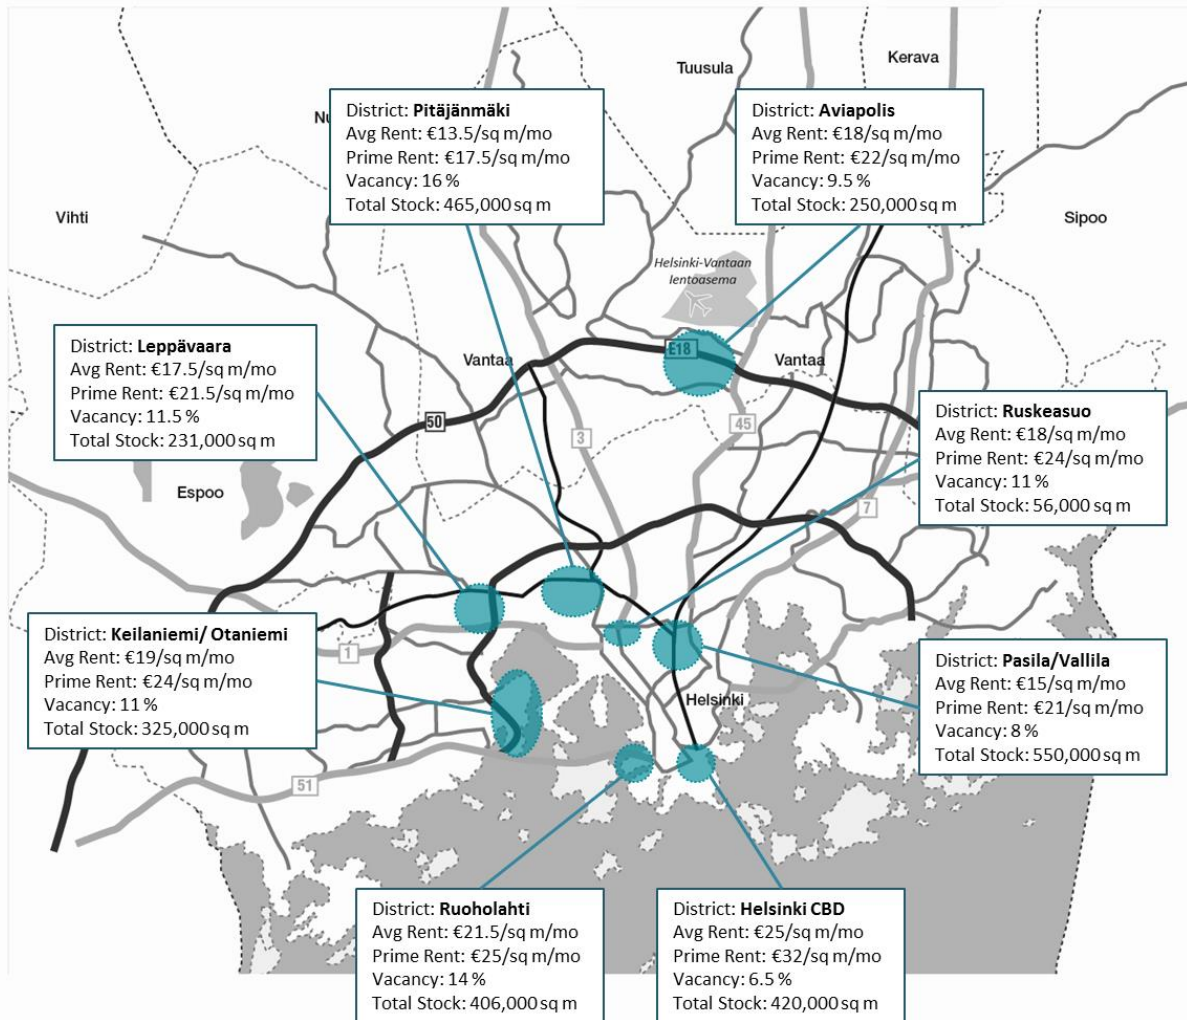 Kerava
Tuusula
Nu
District: Pitäjänmäki
Avg Rent: €13.5/sq m/mo
Prime Rent: €17.5/sq m/mo
Vacancy: 16 %
Total Stock: 465,000 sq m
District: Aviapolis
Avg Rent: €18/sq m/mo
Prime Rent: €22/sq m/mo
Vacancy: 9.5 %
Total Stock: 250,000 sq m
Vihti
Sipoo
Helsinki-Vantaan
lentoasema
District: Leppävaara
Avg Rent: €17.5/sq m/mo
Prime Rent: €21.5/sq m/mo
Vacancy: 11.5 %
Total Stock: 231,000 sq m
Vantaa
E18
Vantaa
50
3
45
District: Ruskeasuo
Avg Rent: €18/sq m/mo
Prime Rent: €24/sq m/mo
Vacancy: 11 %
Total Stock: 56,000 sq m
Espoo
7
District: Keilaniemi/ Otaniemi
Avg Rent: €19/sq m/mo
Prime Rent: €24/sq m/mo
Vacancy: 11 %
Total Stock: 325,000 sq m
1
District: Pasila/Vallila
Avg Rent: €15/sq m/mo
Prime Rent: €21/sq m/mo
Vacancy: 8 %
Total Stock: 550,000 sq m
Helsinki
51
District: Ruoholahti
Avg Rent: €21.5/sq m/mo
Prime Rent: €25/sq m/mo
Vacancy: 14 %
Total Stock: 406,000 sq m
District: Helsinki CBD
Avg Rent: €25/sq m/mo
Prime Rent: €32/sq m/mo
Vacancy: 6.5 %
Total Stock: 420,000 sq m